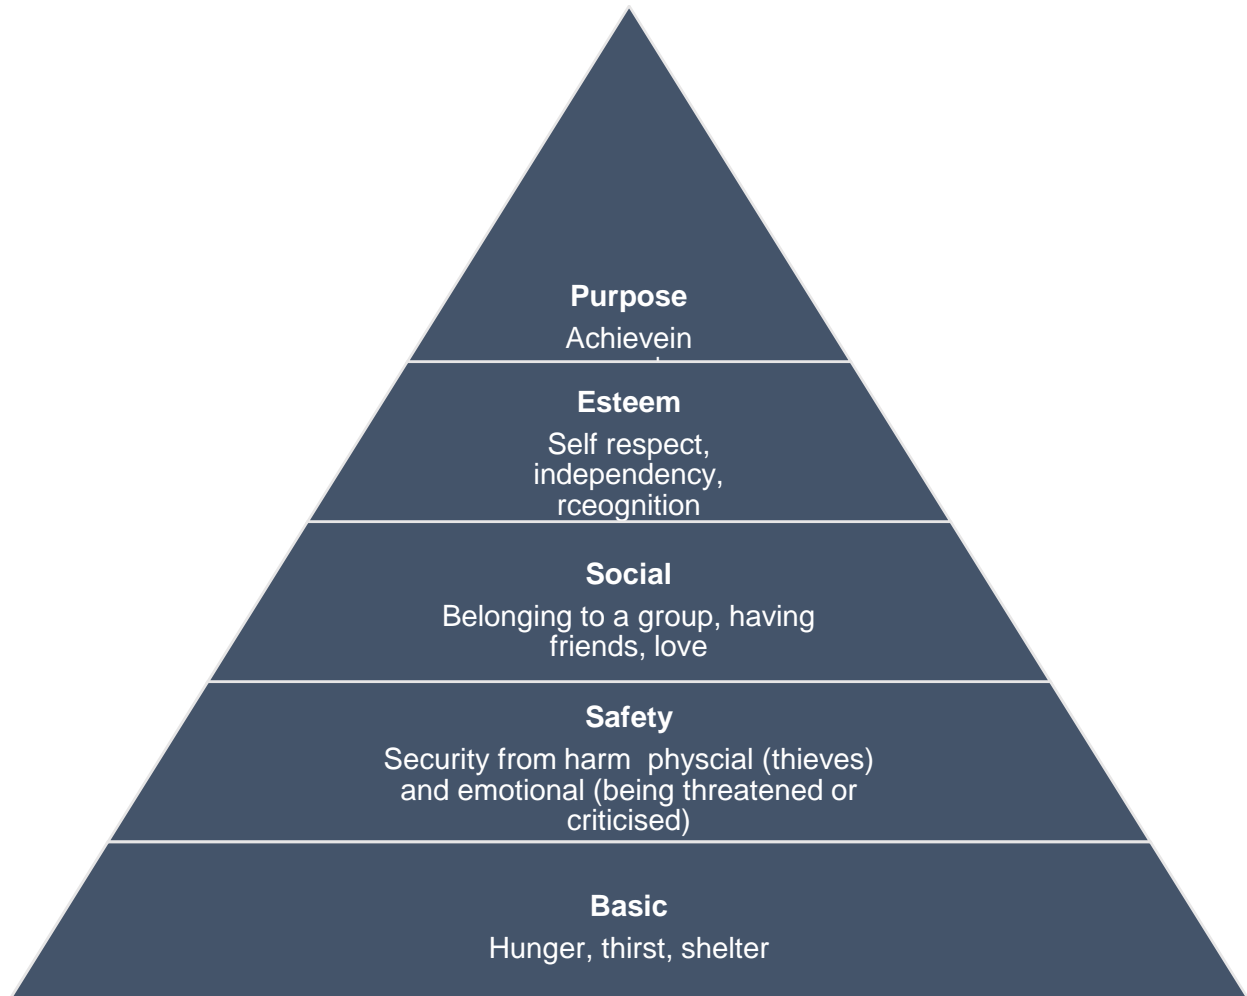 Purpose
Achievein
Esteem
Self respect,
independency,
rceognition
Social
Belonging to a group, having
friends, love
Safety
Security from harm  physcial (thieves)
and emotional (being threatened or
criticised)
Basic
Hunger, thirst, shelter